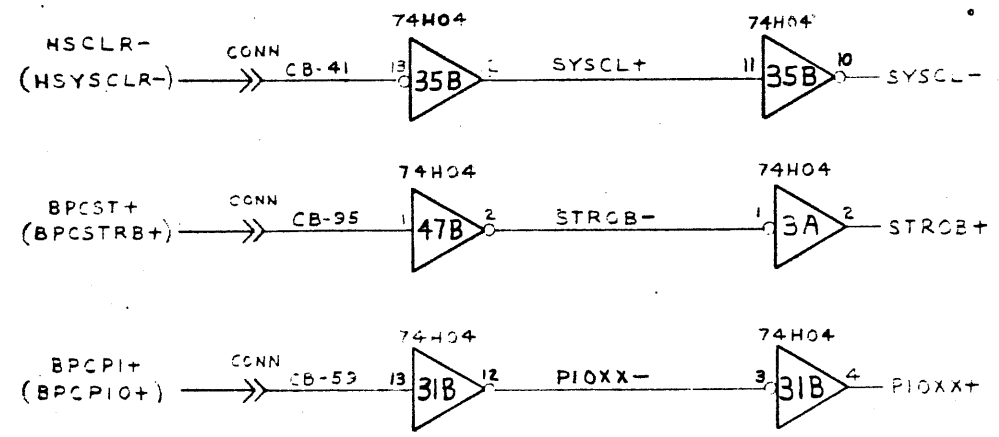 74H04 74H04
HSCLR-
(HSYSCLR-) CONN CB-41 13 35B SYSCL+ 11 35B 10 SYSCL-
74H04 74H04
BPCST+
(BPCSTRB+) CONN CB-95 1 47B 2 STROB- 1 3A 2 STROB+
74H04 74H04
BPCPI+
(BPCPIO+) CONN CB-59 13 31B 12 PIOXX- 3 31B 4 PIOXX+